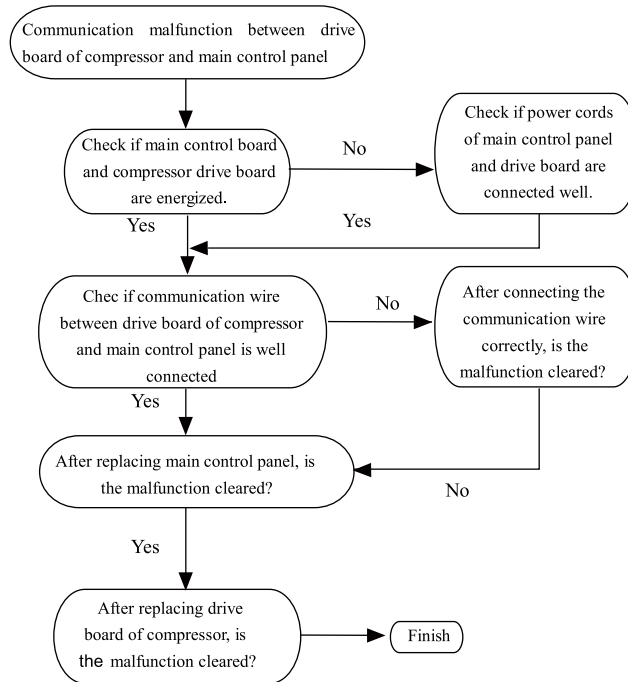 Communication malfunction between drive
board of compressor and main control panel
Check if main control board
and compressor drive board
are energized.
No
Check if power cords
of main control panel
and drive board are
connected well.
Yes
Yes
Chec if communication wire
between drive board of compressor
and main control panel is well
connected
No
After connecting the
communication wire
correctly, is the
malfunction cleared?
Yes
After replacing main control panel, is
the malfunction cleared?
No
Yes
After replacing drive
board of compressor, is
the malfunction cleared?
Finish